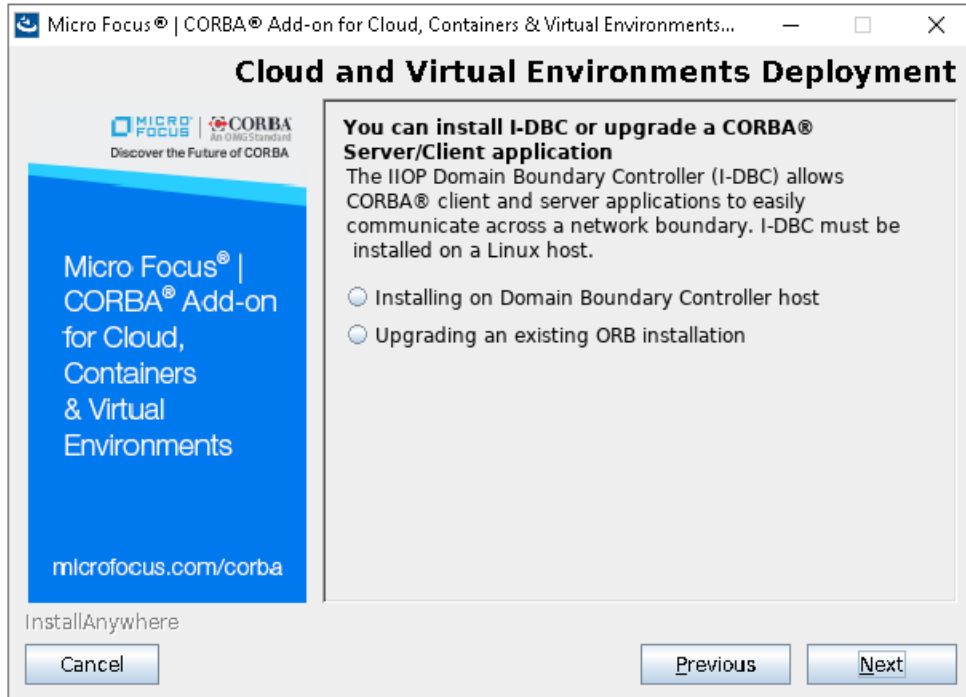 Micro Focus® | CORBA® Add-on for Cloud, Containers & Virtual Environments...
Cloud and Virtual Environments Deployment
MICRO FOCUS | CORBA
An OMG Standard
Discover the Future of CORBA
Micro Focus® |
CORBA® Add-on
for Cloud,
Containers
& Virtual
Environments
microfocus.com/corba
You can install I-DBC or upgrade a CORBA®
Server/Client application
The IIOP Domain Boundary Controller (I-DBC) allows
CORBA® client and server applications to easily
communicate across a network boundary. I-DBC must be
installed on a Linux host.
Installing on Domain Boundary Controller host
Upgrading an existing ORB installation
InstallAnywhere
Cancel
Previous
Next